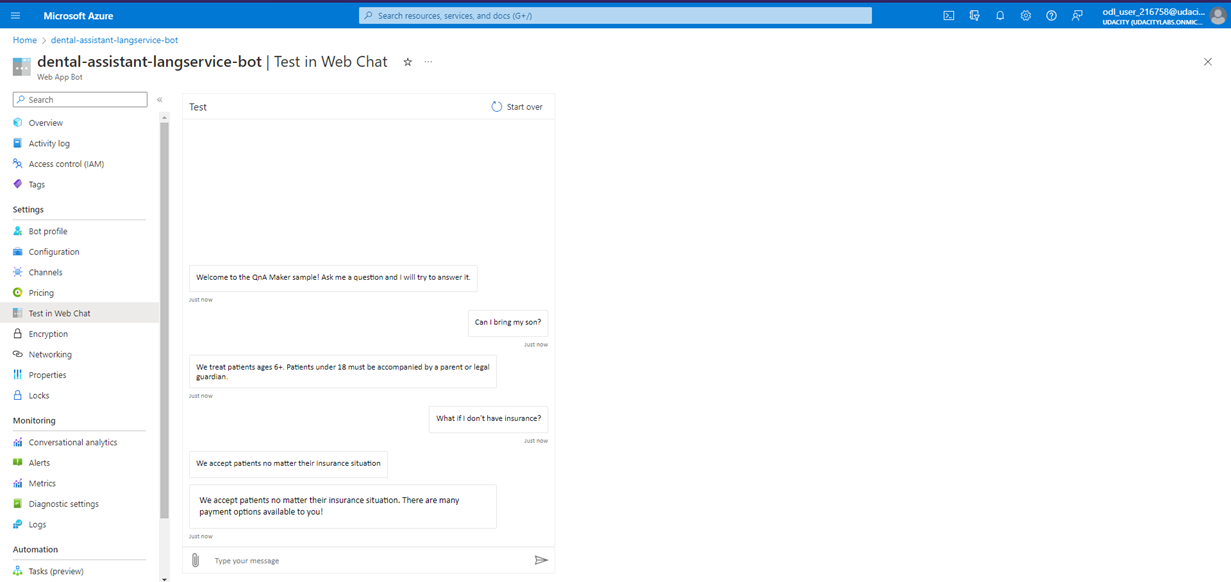 Microsoft Azure
Search resources, services, and docs (G+/)
odl_user_216758@udaci...
UDACITY (UDACITYLABS.ONMIC...
Home > dental-assistant-langservice-bot
dental-assistant-langservice-bot | Test in Web Chat
Web App Bot
Search
Overview
Activity log
Access control (IAM)
Tags
Settings
Bot profile
Configuration
Channels
Pricing
Test in Web Chat
Encryption
Networking
Properties
Locks
Monitoring
Conversational analytics
Alerts
Metrics
Diagnostic settings
Logs
Automation
Tasks (preview)
Test
Start over
Welcome to the QnA Maker sample! Ask me a question and I will try to answer it.
Just now
Can I bring my son?
Just now
We treat patients ages 6+. Patients under 18 must be accompanied by a parent or legal
guardian.
Just now
What if I don't have insurance?
Just now
We accept patients no matter their insurance situation
We accept patients no matter their insurance situation. There are many
payment options available to you!
Just now
Type your message